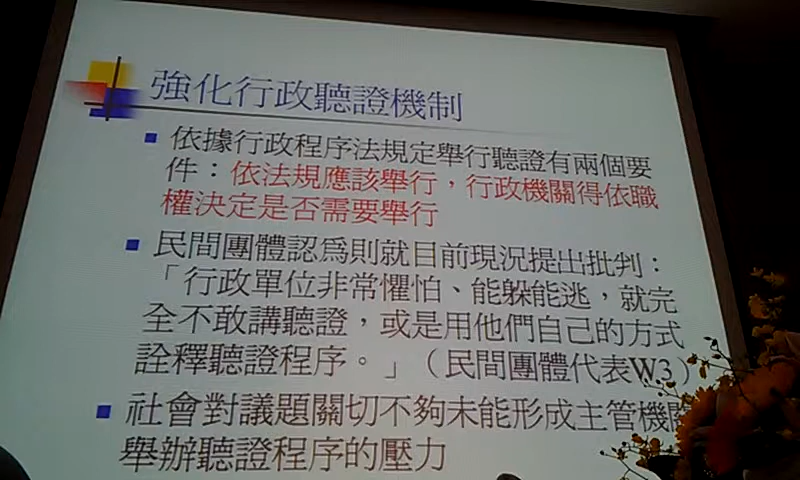 強化行政聽證機制
依據行政程序法規定舉行聽證有兩個要
件：依法規應該舉行，行政機關得依職
權決定是否需要舉行
民間團體認為則就目前現況提出批判：
「行政單位非常懼怕、能躲能逃，就完
全不敢講聽證，或是用他們自己的方式
詮釋聽證程序。」（民間團體代表W3）
社會對議題關切不夠未能形成主管機關
舉辦聽證程序的壓力